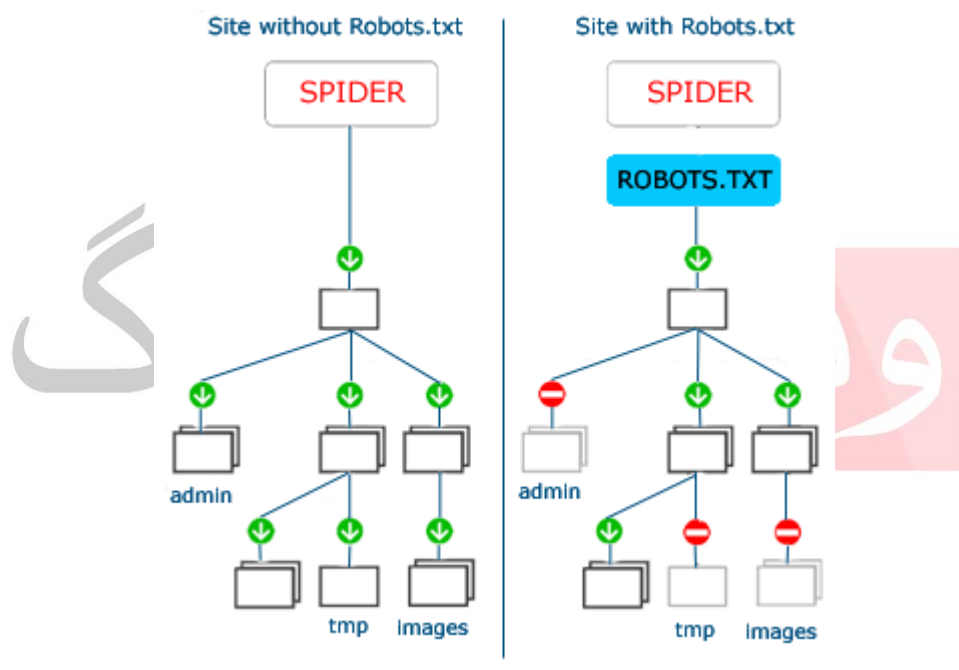 Site without Robots.txt
SPIDER
admin
tmp
images
Site with Robots.txt
SPIDER
ROBOTS.TXT
admin
tmp
images